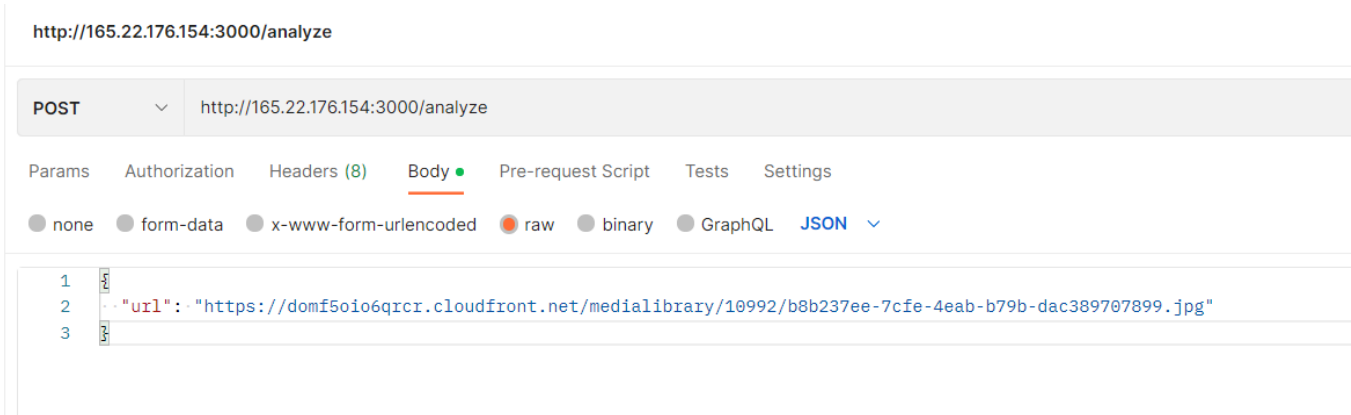 http://165.22.176.154:3000/analyze
POST http://165.22.176.154:3000/analyze
Params Authorization Headers (8) Body Pre-request Script Tests Settings
none form-data x-www-form-urlencoded raw binary GraphQL JSON
1 {
2 "url": "https://domf5oio6qrcr.cloudfront.net/medialibrary/10992/b8b237ee-7cfe-4eab-b79b-dac389707899.jpg"
3 }